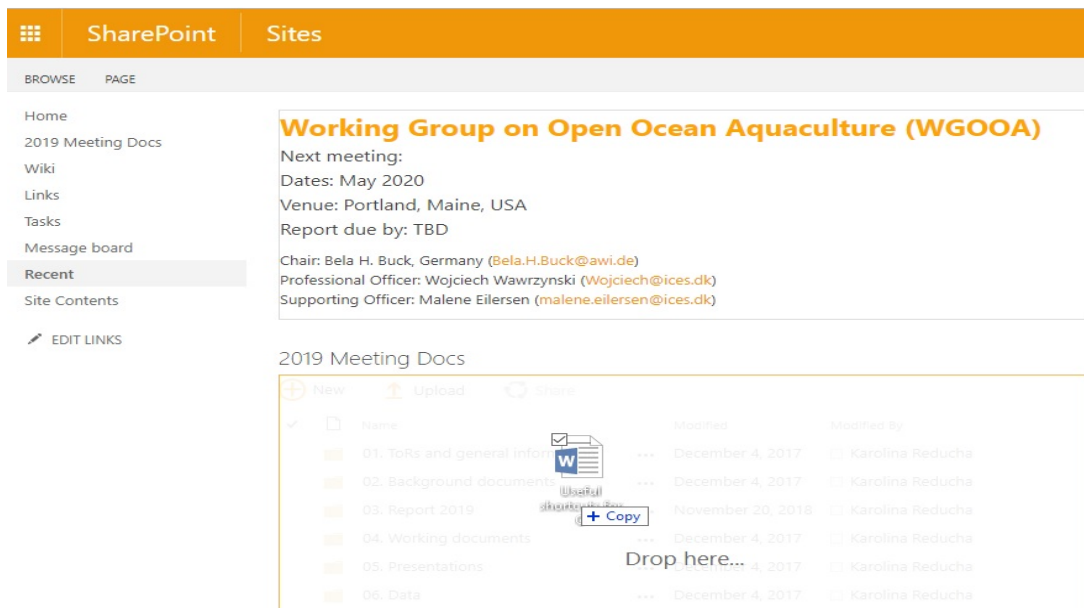 SharePoint Sites
BROWSE PAGE
Home
2019 Meeting Docs
Wiki
Links
Tasks
Message board
Recent
Site Contents
EDIT LINKS
Working Group on Open Ocean Aquaculture (WGOOA)
Next meeting:
Dates: May 2020
Venue: Portland, Maine, USA
Report due by: TBD
Chair: Bela H. Buck, Germany (Bela.H.Buck@awi.de)
Professional Officer: Wojciech Wawrzynski (Wojciech@ices.dk)
Supporting Officer: Malene Eilersen (malene.eilersen@ices.dk)
2019 Meeting Docs
New Upload Share
Name Modified Modified By
01. ToRs and general inform ... December 4, 2017 Karolina Reducha
02. Background documents ... December 4, 2017 Karolina Reducha
03. Report 2019 ... November 20, 2018 Karolina Reducha
04. Working documents ... December 4, 2017 Karolina Reducha
05. Presentations December 4, 2017 Karolina Reducha
06. Data ... December 4, 2017 Karolina Reducha
W
Useful
shortcuts for
+ Copy
Drop here...